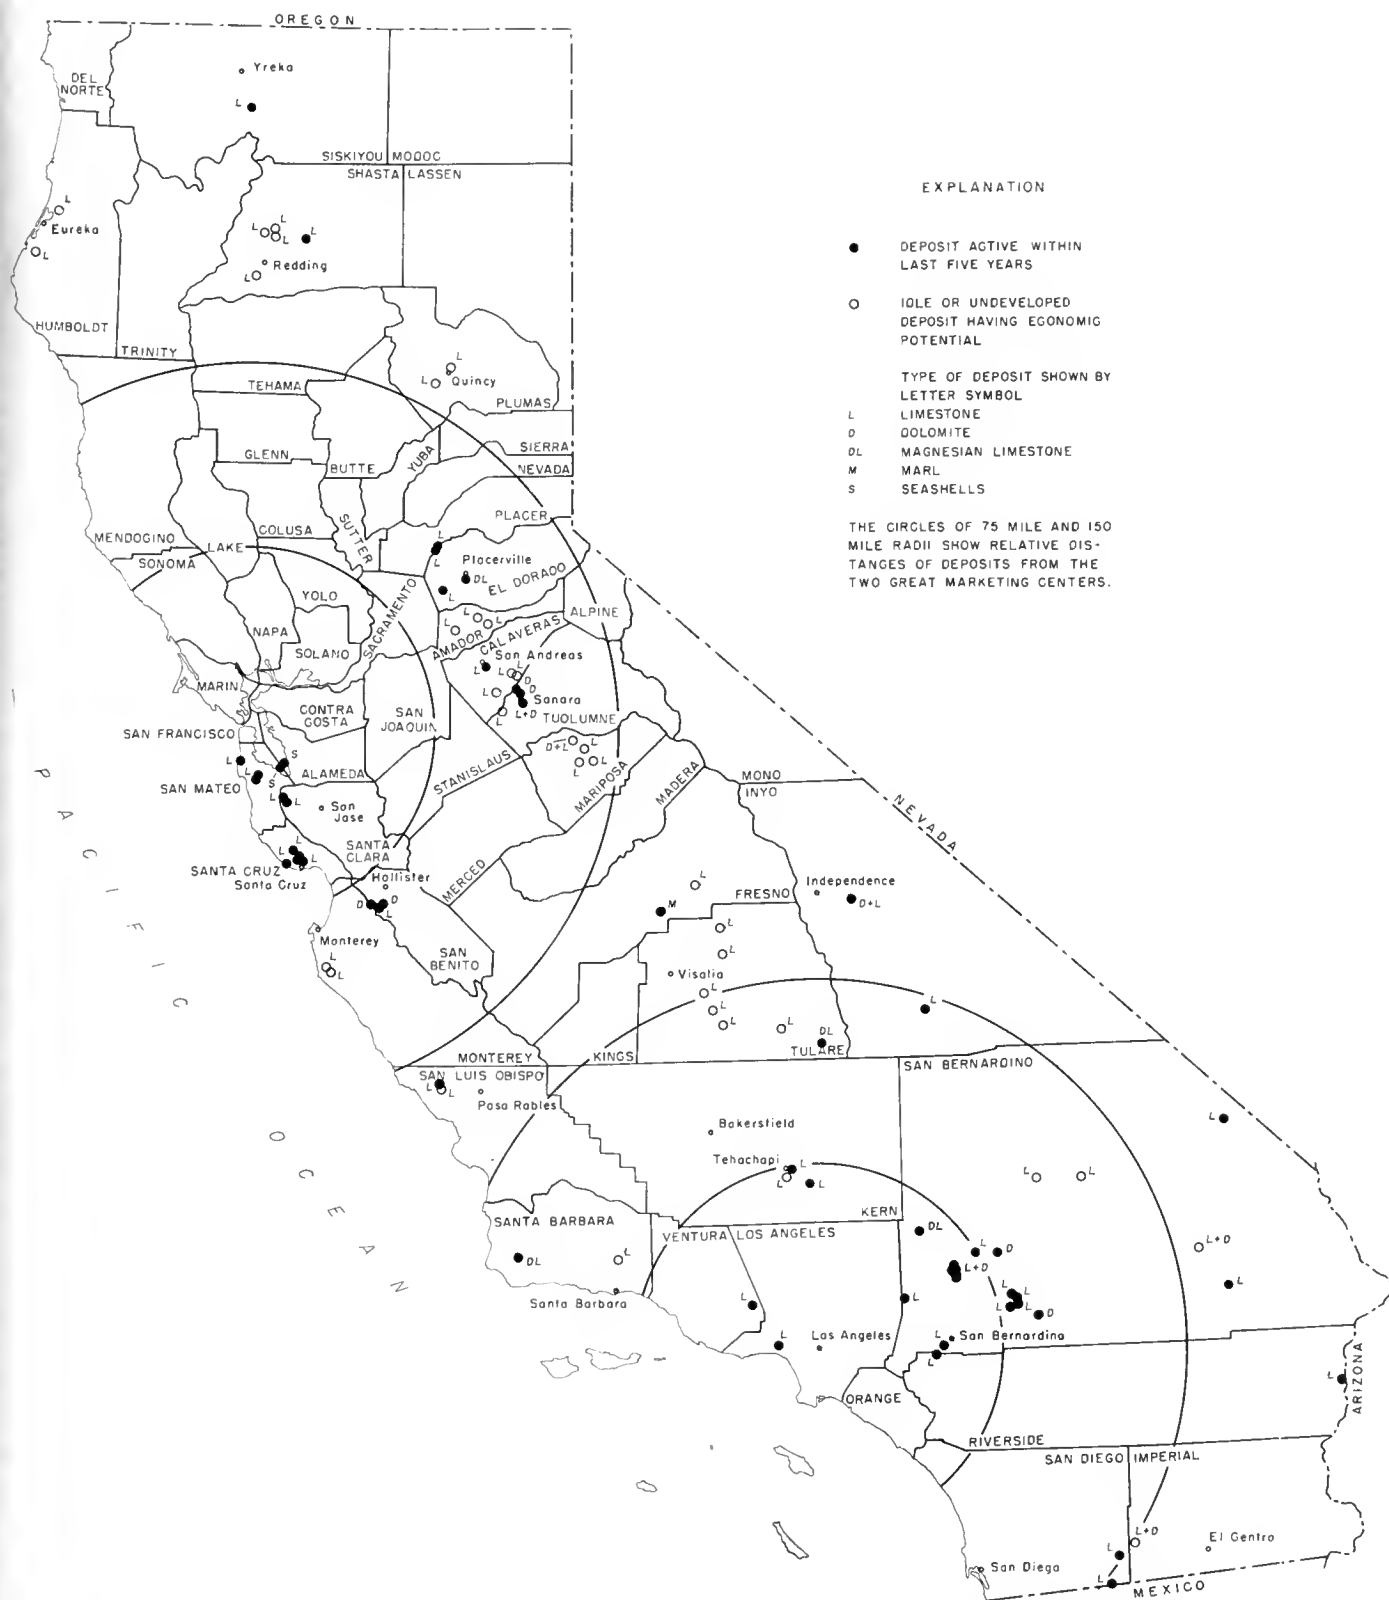 OREGON
Yreka
DEL
NORTE
L
SISKIYOU MODOC
SHASTA LASSEN
L
Eureka
L
L
L
L
L
Redding
L
HUMBOLDT
TRINITY
TEHAMA
L
L
Quincy
PLUMAS
GLENN
BUTTE
YUBA
SIERRA
NEVADA
COLUSA
SUTTER
PLACER
MENDOCINO
LAKE
SONOMA
L
L
Placerville
DL
EL DORADO
L
YOLO
SACRAMENTO
NAPA
SOLANO
L
L
L
AMADOR
CALAVERAS
ALPINE
San Andreas
L
L
L
D
D
L
Sonora
L+D
L
TUOLUMNE
MARIN
CONTRA
COSTA
SAN
JOAQUIN
SAN FRANCISCO
L
L
S
S
ALAMEDA
STANISLAUS
D+L
L
L
L
MARIPOSA
MADERA
MONO
INYO
NEVADA
SAN MATEO
L
L
San
Jose
SANTA
CLARA
L
L
L
L
SANTA CRUZ
Santa Cruz
Hollister
MERCED
D
D
L
L
FRESNO
M
Independence
D+L
Monterey
L
L
SAN
BENITO
L
L
Visalia
L
L
L
L
DL
TULARE
L
MONTEREY
KINGS
SAN BERNARDINO
SAN LUIS OBISPO
L
L
Paso Robles
Bakersfield
Tehachapi
L
L
L
L
L
L
KERN
SANTA BARBARA
VENTURA LOS ANGELES
DL
DL
L
L
D
L+D
L+D
L
Santa Barbara
L
L
L
L
L
L
D
L
Los Angeles
L
San Bernardino
L
ORANGE
L
ARIZONA
RIVERSIDE
SAN DIEGO IMPERIAL
L+D
El Centro
L
San Diego
L
MEXICO
PACIFIC
OCEAN
EXPLANATION
DEPOSIT ACTIVE WITHIN
LAST FIVE YEARS
IDLE OR UNDEVELOPED
DEPOSIT HAVING ECONOMIC
POTENTIAL
TYPE OF DEPOSIT SHOWN BY
LETTER SYMBOL
L LIMESTONE
D DOLOMITE
DL MAGNESIAN LIMESTONE
M MARL
S SEASHELLS
THE CIRCLES OF 75 MILE AND 150
MILE RADII SHOW RELATIVE DIS-
TANCES OF DEPOSITS FROM THE
TWO GREAT MARKETING CENTERS.